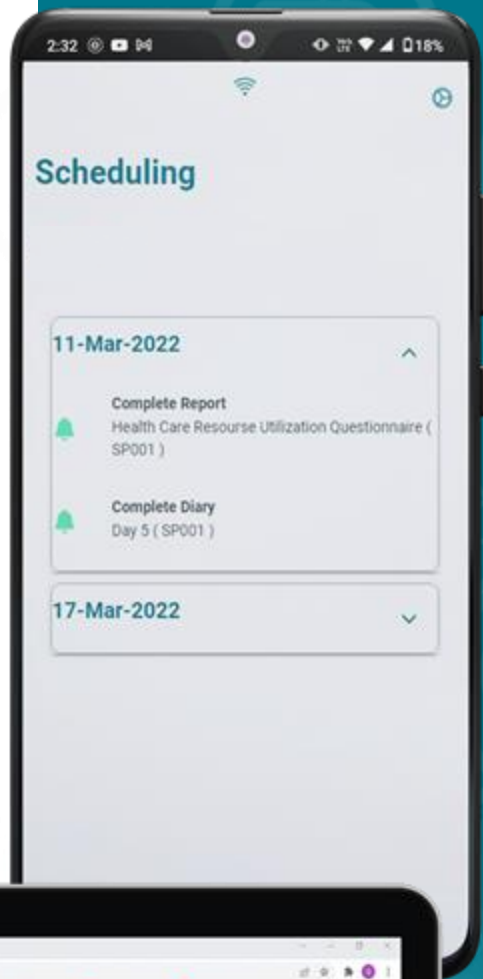 2:32
18%
Scheduling
11-Mar-2022
Complete Report
Health Care Resourse Utilization Questionnaire (
SP001 )
Complete Diary
Day 5 ( SP001 )
17-Mar-2022